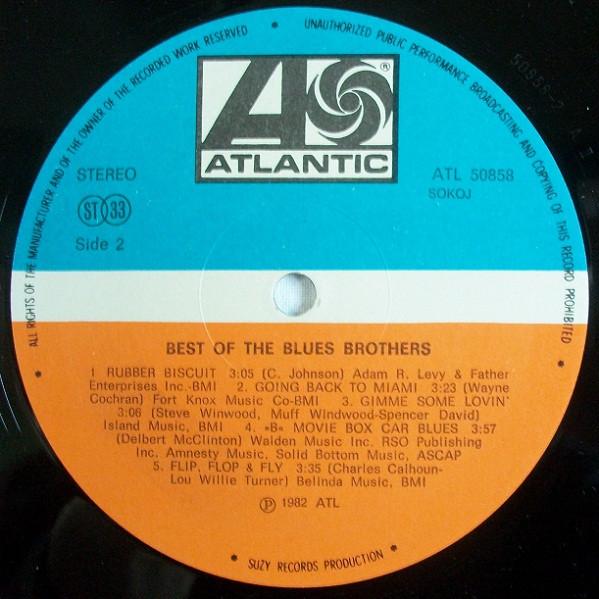 ALL RIGHTS OF THE MANUFACTURER AND OF THE OWNER OF THE RECORDED WORK RESERVED • UNAUTHORIZED PUBLIC PERFORMANCE BROADCASTING AND COPYING OF THIS RECORD PROHIBITED •
ATLANTIC ®
STEREO
ST 33
Side 2
ATL 50858
SOKOJ
BEST OF THE BLUES BROTHERS
1 RUBBER BISCUIT 3:05 (C. Johnson) Adam R. Levy & Father
Enterprises Inc.-BMI 2. GOING BACK TO MIAMI 3:23 (Wayne
Cochran) Fort Knox Music Co-BMI 3. GIMME SOME LOVIN'
3:06 (Steve Winwood, Muff WIndwood-Spencer David)
Island Music, BMI 4. »B« MOVIE BOX CAR BLUES 3:57
(Delbert McClinton) Walden Music Inc. RSO Publishing
Inc. Amnesty Music, Solid Bottom Music, ASCAP
5. FLIP, FLOP & FLY 3:35 (Charles Calhoun-
Lou Willie Turner) Belinda Music, BMI
Ⓟ 1982 ATL
* SUZY RECORDS PRODUCTION *